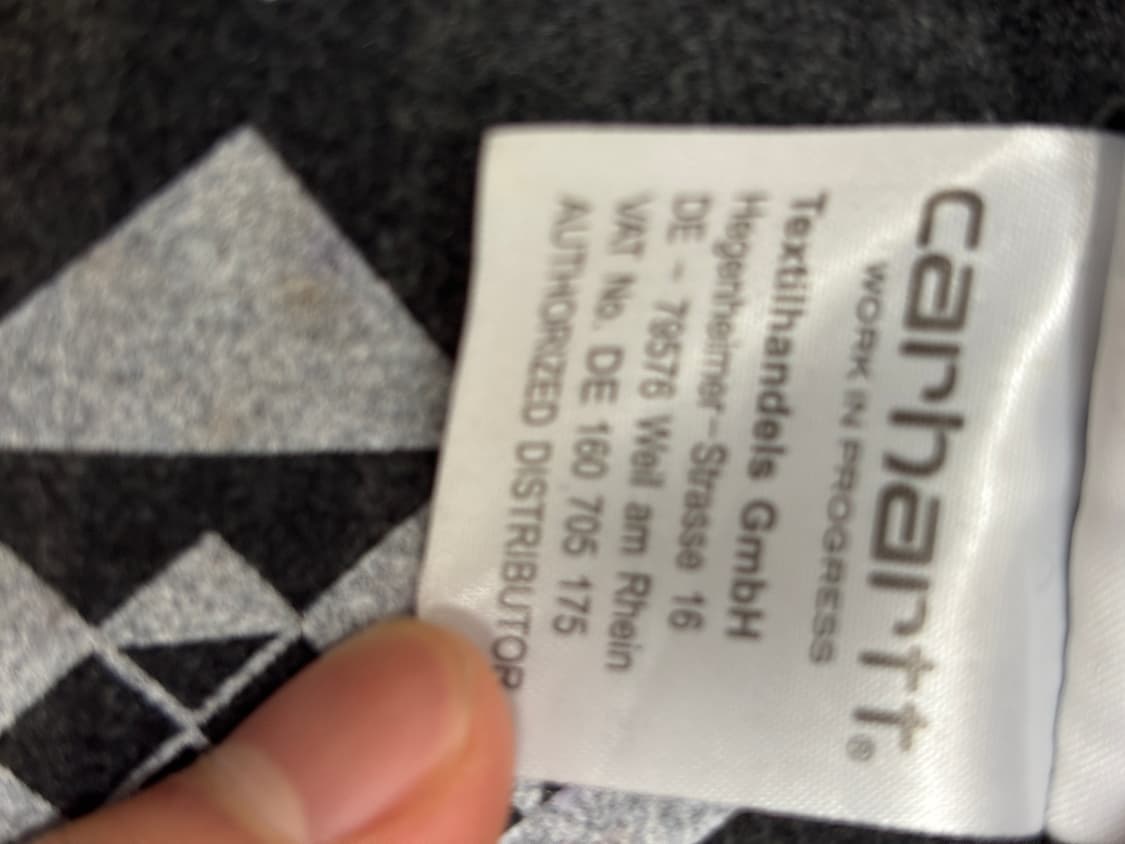 carhartt®
WORK IN PROGRESS
Textilhandels GmbH
Hegenheimer-Strasse 16
DE - 79576 Weil am Rhein
VAT No. DE 160 705 175
AUTHORIZED DISTRIBUTOR